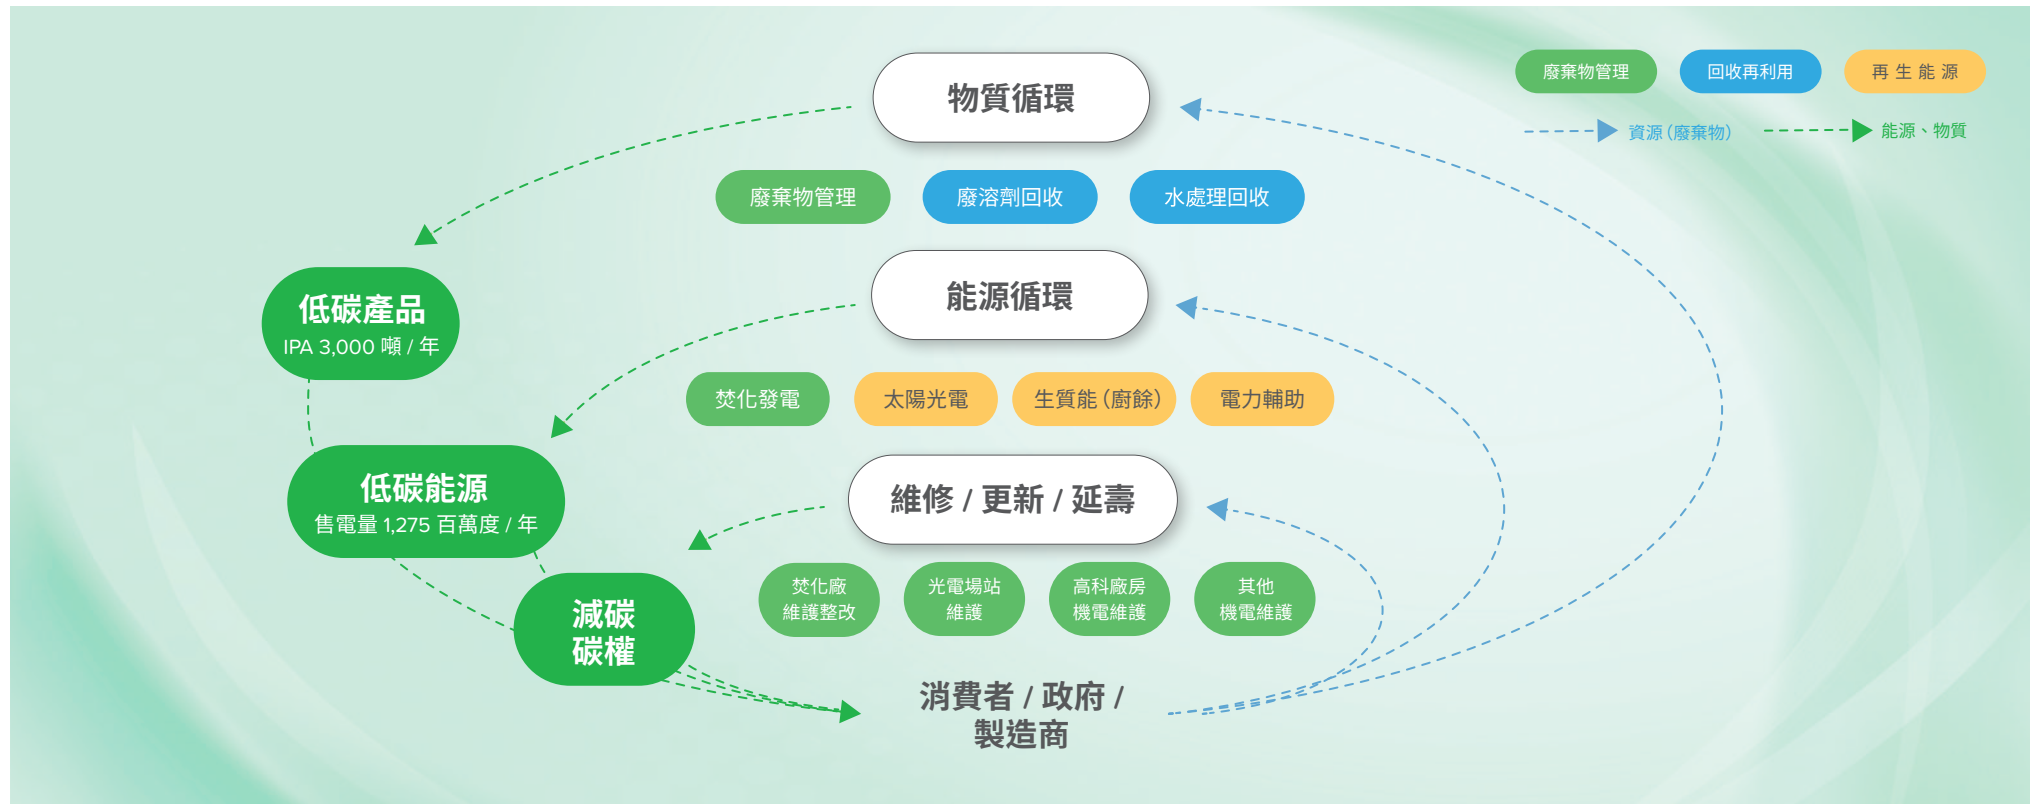 物質循環
廢棄物管理
回收再利用
再生能源
資源(廢棄物)
能源、物質
廢棄物管理
廢溶劑回收
水處理回收
低碳產品
IPA 3,000 噸 / 年
能源循環
焚化發電
太陽光電
生質能(廚餘)
電力輔助
低碳能源
售電量 1,275 百萬度 / 年
維修 / 更新 / 延壽
焚化廠
維護整改
光電場站
維護
高科廠房
機電維護
其他
機電維護
減碳
碳權
消費者 / 政府 /
製造商